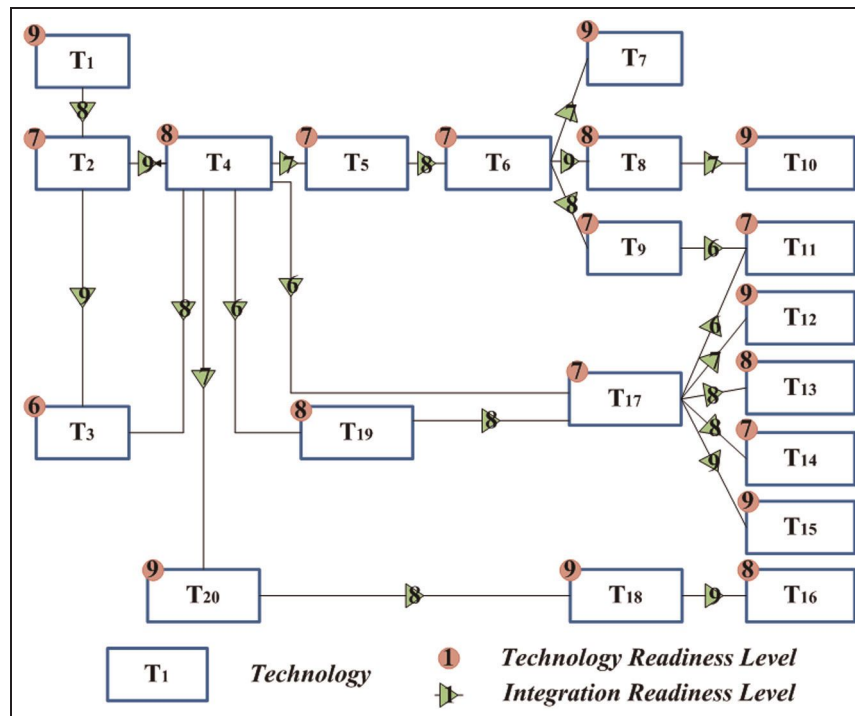 9
T1
8
7
T2
9
8
T4
7
7
T5
8
7
T6
7
9
T7
9
8
T8
7
9
T10
8
7
T9
6
7
T11
9
8
7
6
6
6
T3
8
T19
8
7
T17
6
7
8
8
9
9
T12
8
T13
7
T14
9
T15
9
T20
8
9
T18
9
8
T16
T1
Technology
1
Technology Readiness Level
1
Integration Readiness Level